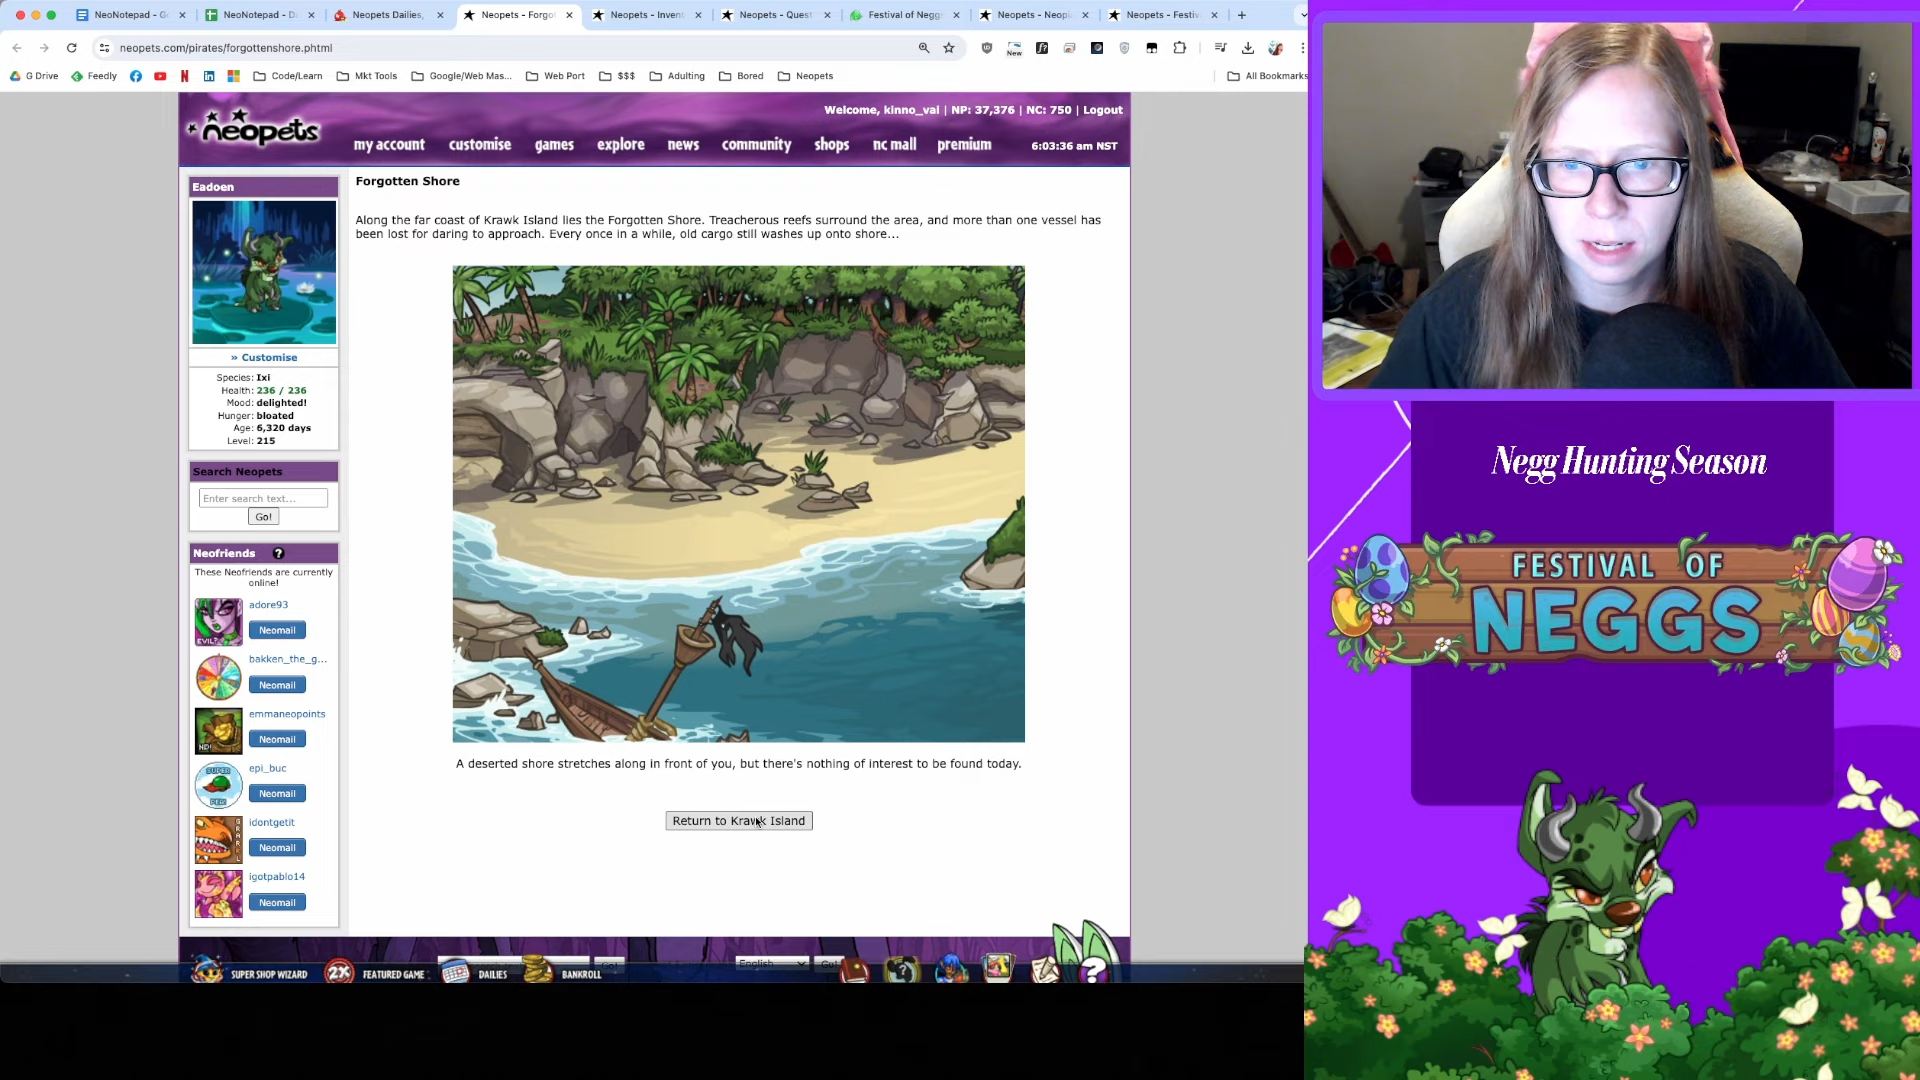 NeoNotepad - G
NeoNotepad - D
Neopets Dailies,
Neopets - Forgo
Neopets - Invent
Neopets - Quest
Festival of Neggs
Neopets - Neopi
Neopets - Festiv
neopets.com/pirates/forgottenshore.phtml
New
G Drive
Feedly
Code/Learn
Mkt Tools
Google/Web Mas...
Web Port
$$$
Adulting
Bored
Neopets
All Bookmarks
neopets
Welcome, kinno_val | NP: 37,376 | NC: 750 | Logout
my account
customise
games
explore
news
community
shops
nc mall
premium
6:03:36 am NST
Eadoen
» Customise
Species: Ixi
Health: 236 / 236
Mood: delighted!
Hunger: bloated
Age: 6,320 days
Level: 215
Search Neopets
Enter search text...
Go!
Neofriends ?
These Neofriends are currently
online!
adore93
Neomail
EVIL?
bakken_the_g...
Neomail
emmaneopoints
Neomail
epi_buc
Neomail
idontgetit
Neomail
igotpablo14
Neomail
Forgotten Shore
Along the far coast of Krawk Island lies the Forgotten Shore. Treacherous reefs surround the area, and more than one vessel has
been lost for daring to approach. Every once in a while, old cargo still washes up onto shore...
A deserted shore stretches along in front of you, but there's nothing of interest to be found today.
Return to Krawk Island
SUPER SHOP WIZARD
2X
FEATURED GAME
DAILIES
BANKROLL
English
Negg Hunting Season
FESTIVAL OF
NEGGS